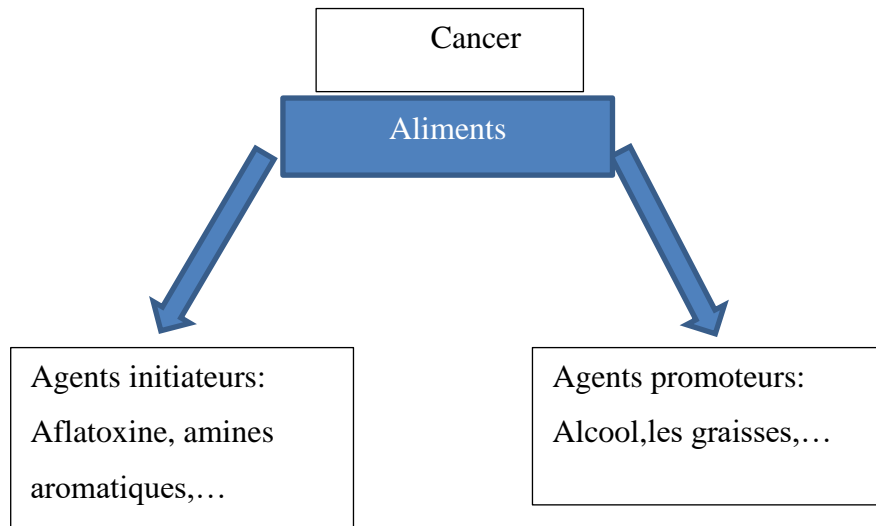 Cancer
Aliments
Agents initiateurs:
Aflatoxine, amines
aromatiques,…
Agents promoteurs:
Alcool,les graisses,…